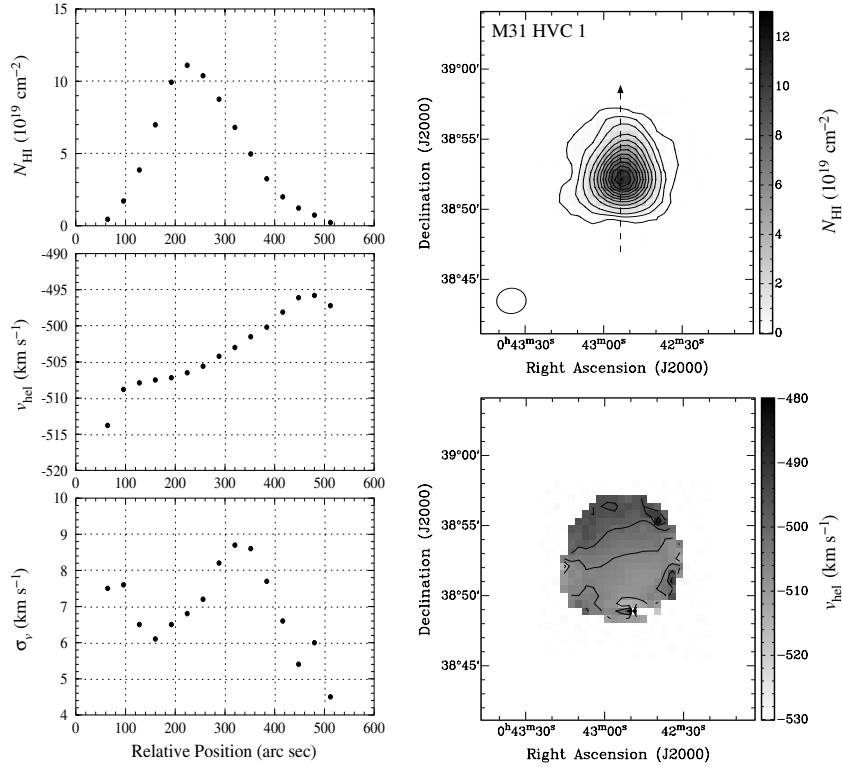 15
10
5
0
0 100 200 300 400 500 600
N_HI (10^19 cm^−2)
-490
-495
-500
-505
-510
-515
-520
0 100 200 300 400 500 600
v_hel (km s^−1)
10
9
8
7
6
5
4
0 100 200 300 400 500 600
σ_v (km s^−1)
Relative Position (arc sec)
M31 HVC 1
39°00′
38°55′
38°50′
38°45′
0^h43^m30^s 43^m00^s 42^m30^s
Declination (J2000)
Right Ascension (J2000)
12
10
8
6
4
2
0
N_HI (10^19 cm^−2)
39°00′
38°55′
38°50′
38°45′
0^h43^m30^s 43^m00^s 42^m30^s
Declination (J2000)
Right Ascension (J2000)
-480
-490
-500
-510
-520
-530
v_hel (km s^−1)